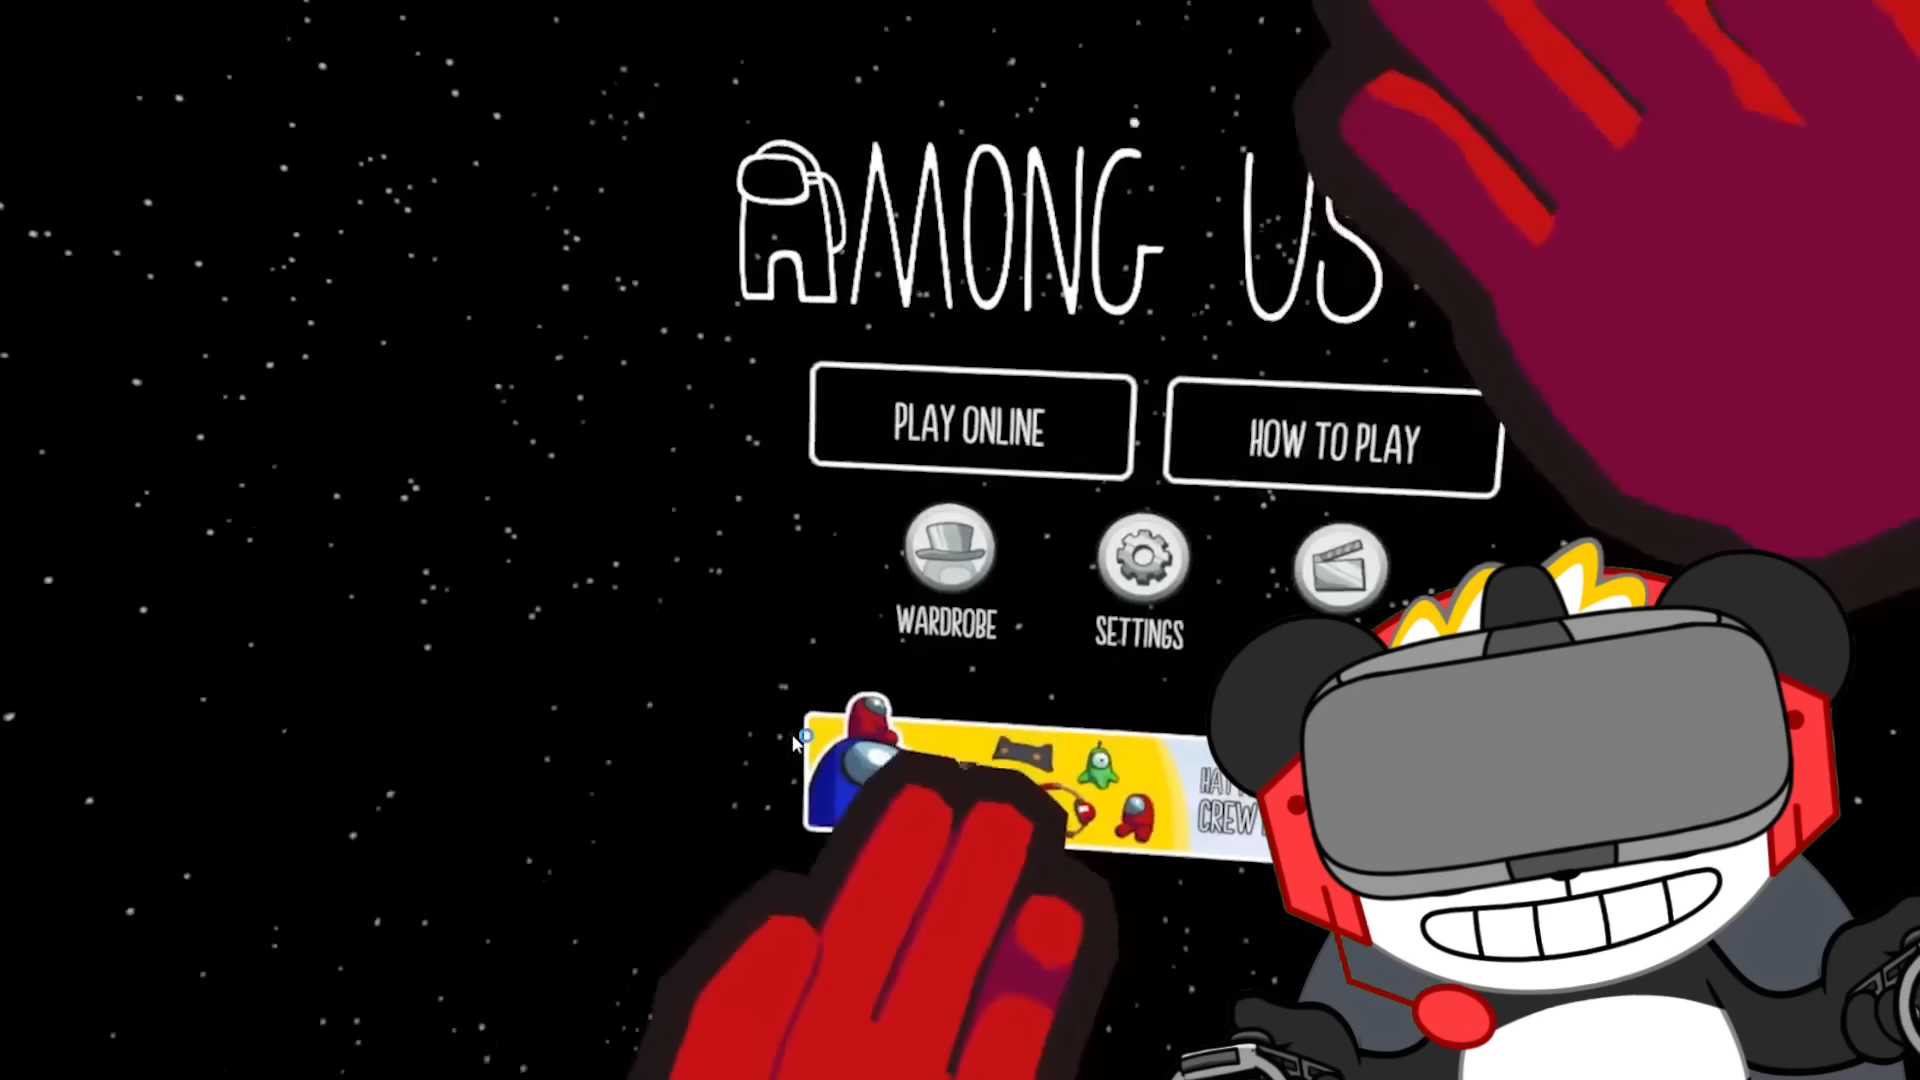 AMONG US
PLAY ONLINE
HOW TO PLAY
WARDROBE
SETTINGS
CREW